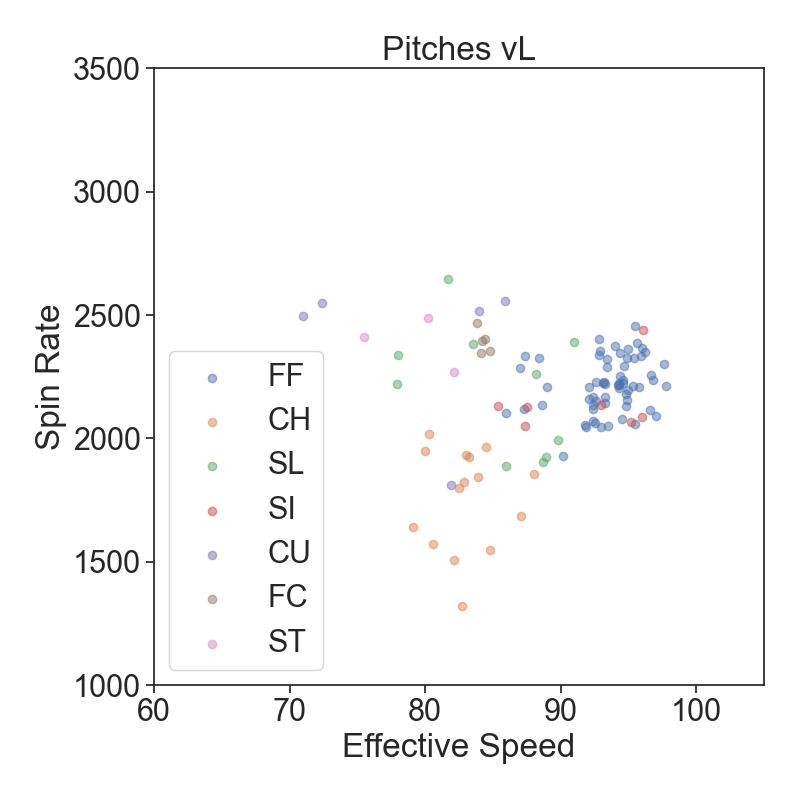 Pitches vL
3500
3000
2500
2000
1500
1000
Spin Rate
FF
CH
SL
SI
CU
FC
ST
60 70 80 90 100
Effective Speed